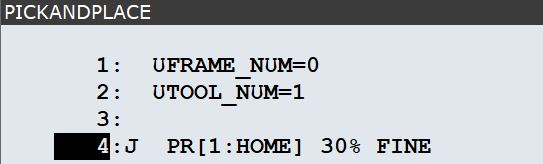 PICKANDPLACE
1: UFRAME_NUM=0
2: UTOOL_NUM=1
3:
4:J PR[1:HOME] 30% FINE